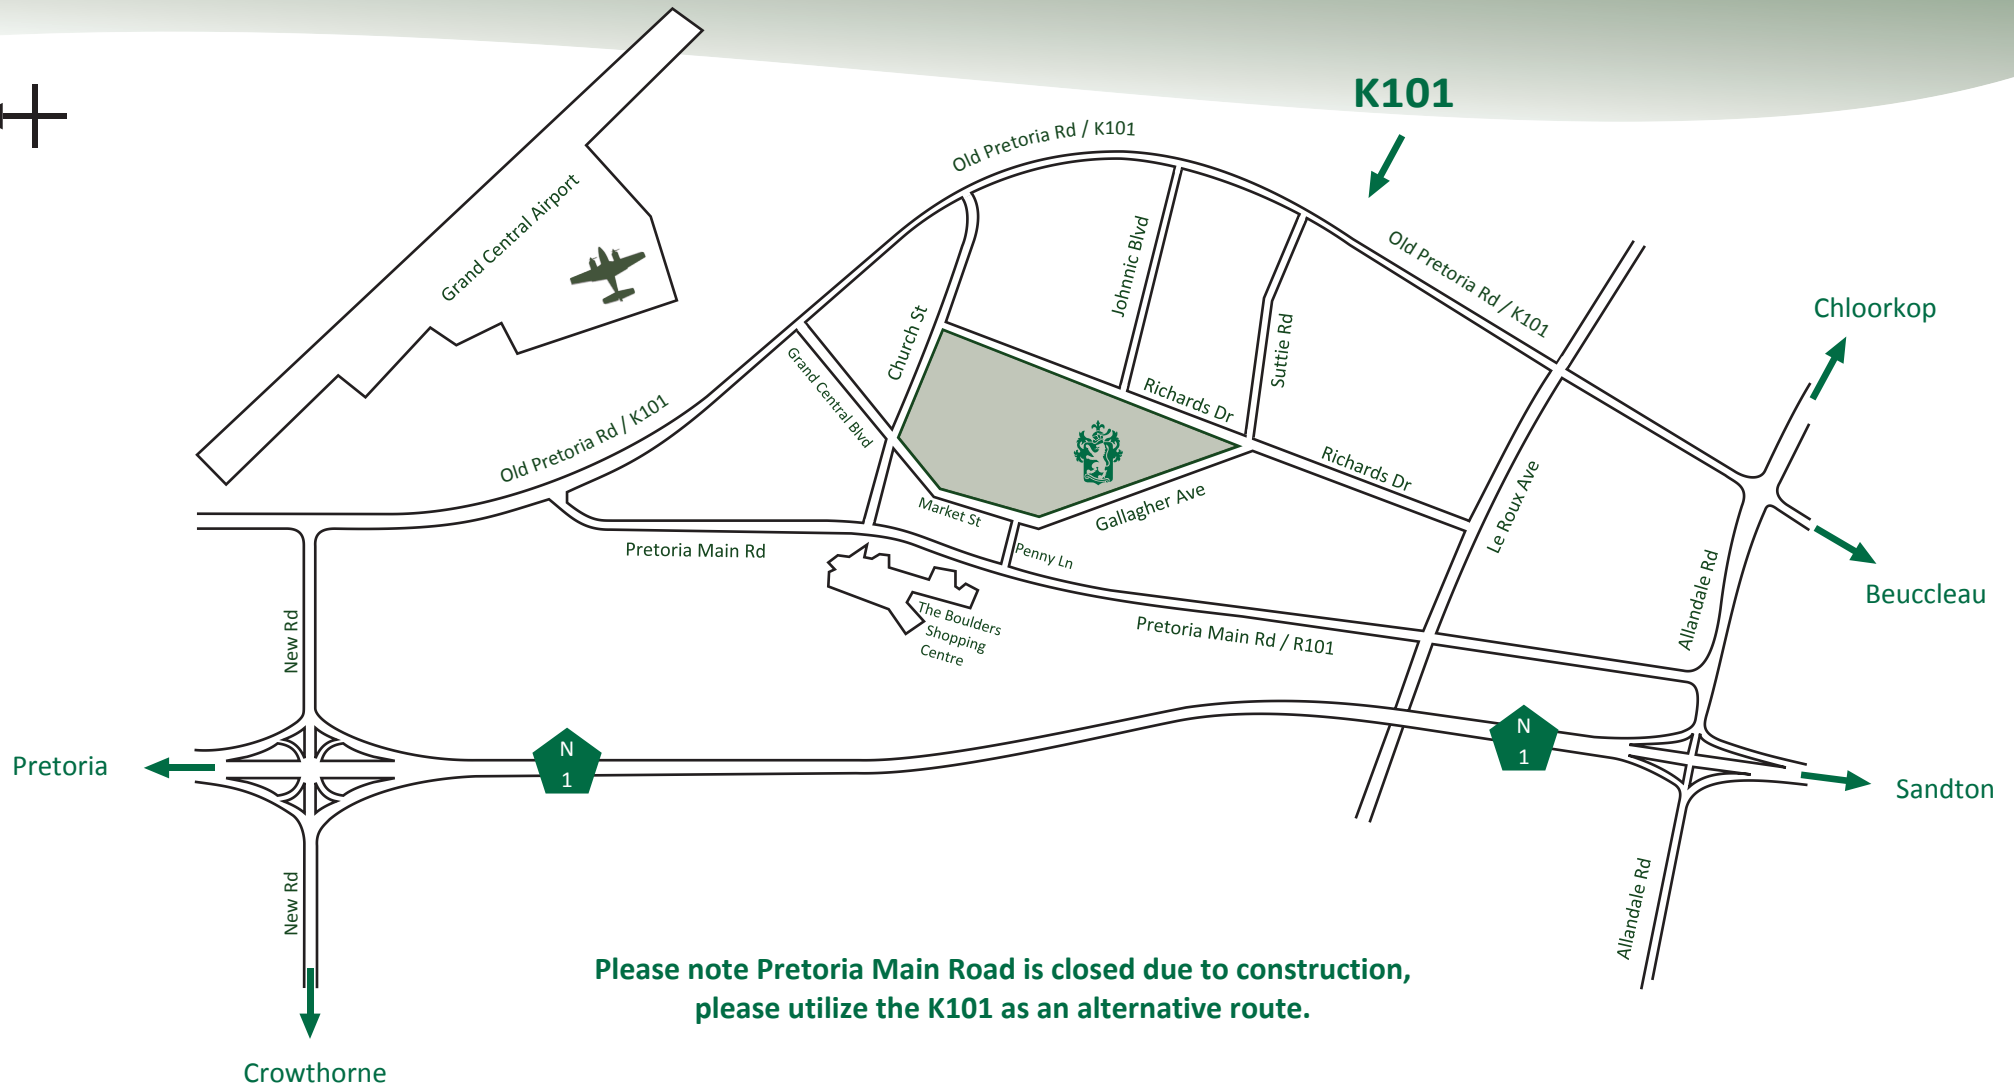 K101
Old Pretoria Rd / K101
Grand Central Airport
Johnnic Blvd
Old Pretoria Rd / K101
Chloorkop
Church St
Suttie Rd
Grand Central Blvd
Richards Dr
Old Pretoria Rd / K101
Richards Dr
Le Roux Ave
Market St
Gallagher Ave
Pretoria Main Rd
Penny Ln
Beuccleau
Allandale Rd
The Boulders
Shopping
Centre
Pretoria Main Rd / R101
New Rd
N
1
N
1
Pretoria
Sandton
New Rd
Allandale Rd
Please note Pretoria Main Road is closed due to construction,
please utilize the K101 as an alternative route.
Crowthorne